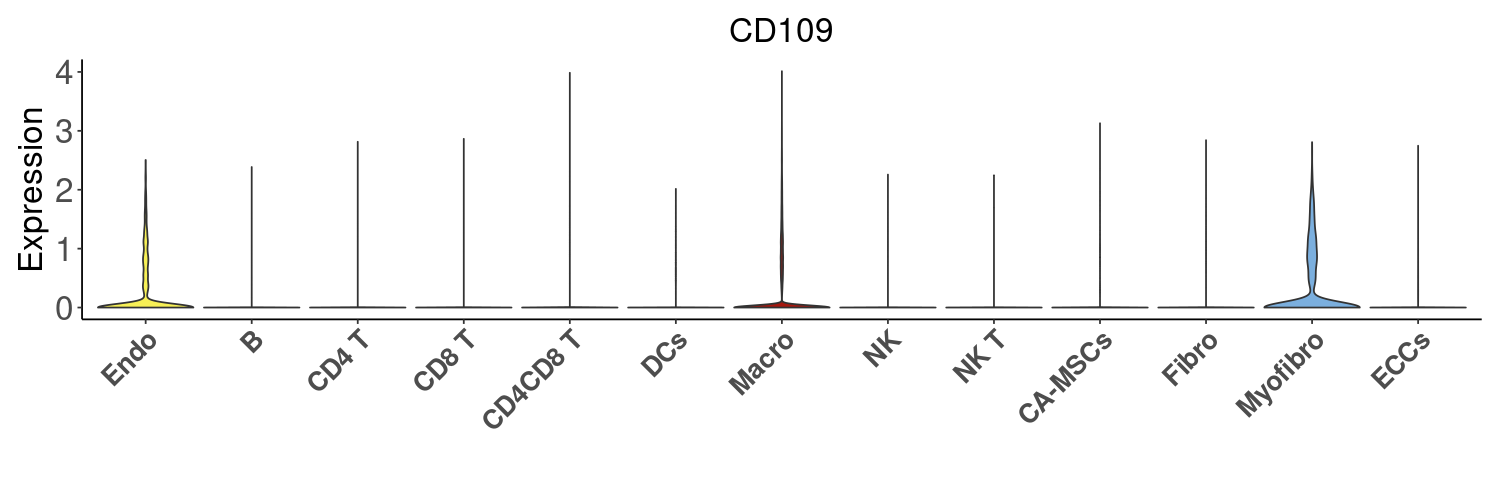 CD109
Expression
4
3
2
1
0
Endo
B
CD4 T
CD8 T
CD4CD8 T
DCs
Macro
NK
NK T
CA-MSCs
Fibro
Myofibro
ECCs